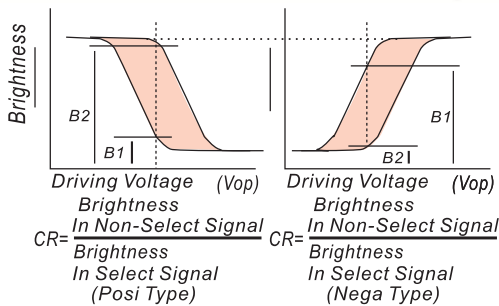 Brightness
B2
B1
Driving Voltage (Vop)
Brightness
In Non-Select Signal
CR=
Brightness
In Select Signal
(Posi Type)
B1
B2
Driving Voltage (Vop)
Brightness
In Non-Select Signal
CR=
Brightness
In Select Signal
(Nega Type)